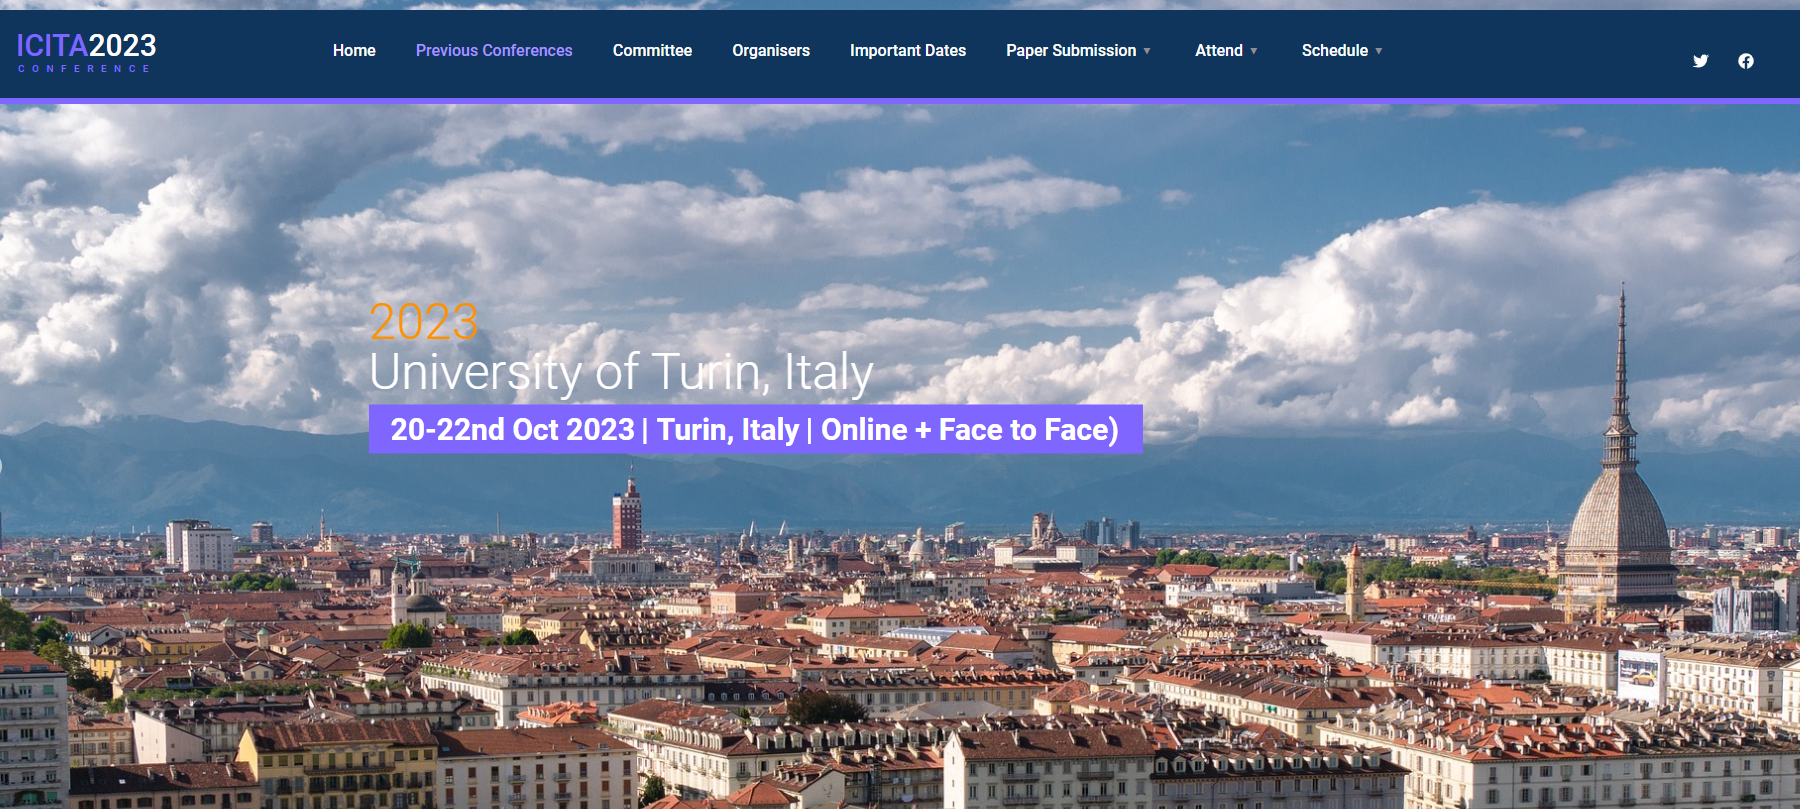 ICITA2023
CONFERENCE
Home Previous Conferences Committee Organisers Important Dates Paper Submission Attend Schedule
2023
University of Turin, Italy
20-22nd Oct 2023 | Turin, Italy | Online + Face to Face)